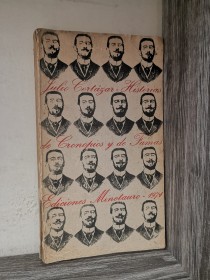 Julio Cortázar · Historias
de Cronopios y de Famas
Ediciones Minotauro · 1970